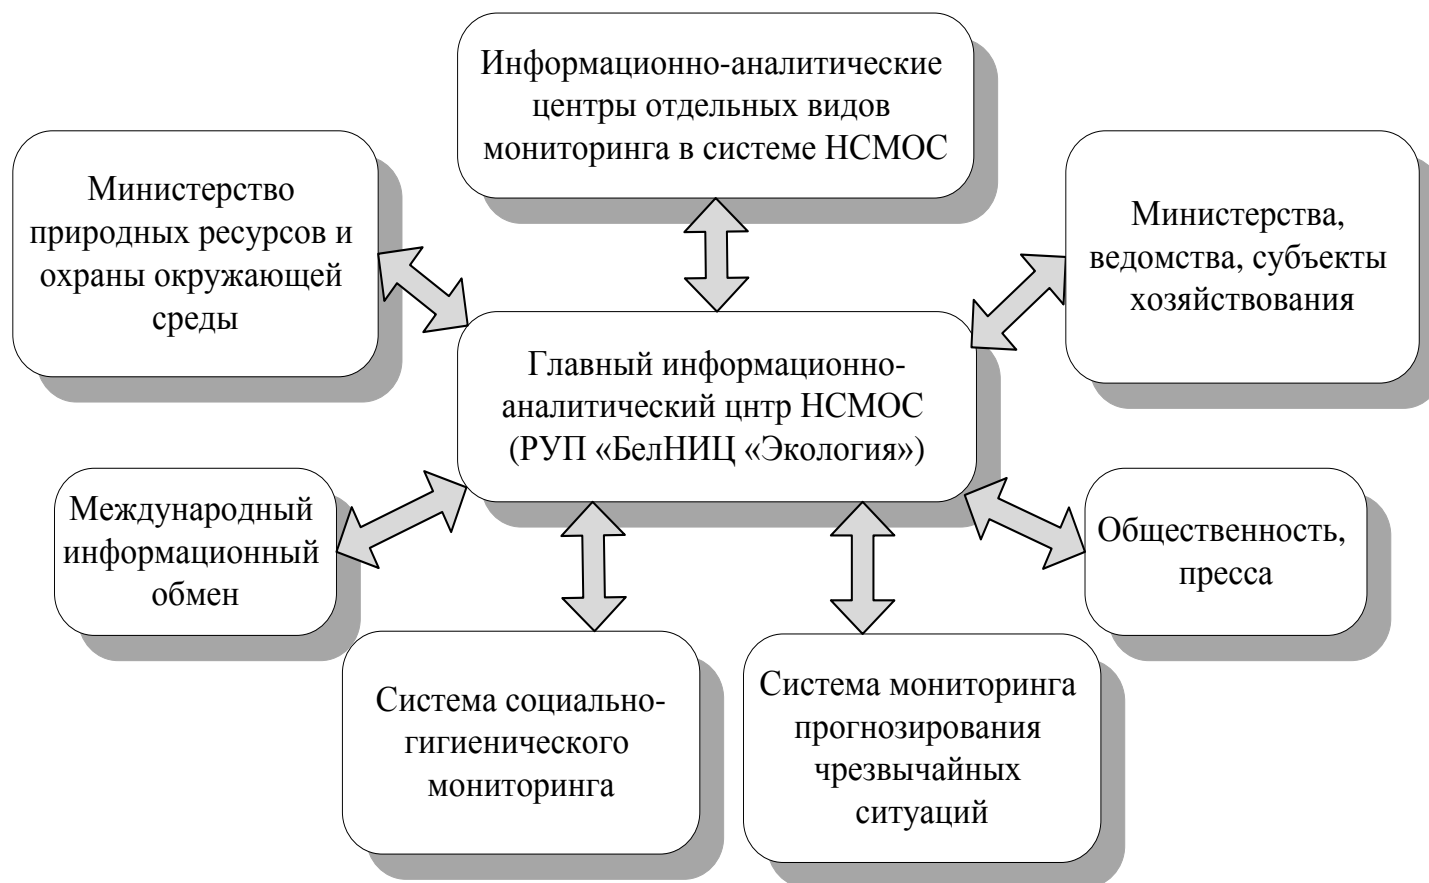 Информационно-аналитические
центры отдельных видов
мониторинга в системе НСМОС
Министерство
природных ресурсов и
охраны окружающей
среды
Министерства,
ведомства, субъекты
хозяйствования
Главный информационно-
аналитический цнтр НСМОС
(РУП «БелНИЦ «Экология»)
Международный
информационный
обмен
Общественность,
пресса
Система социально-
гигиенического
мониторинга
Система мониторинга
прогнозирования
чрезвычайных
ситуаций